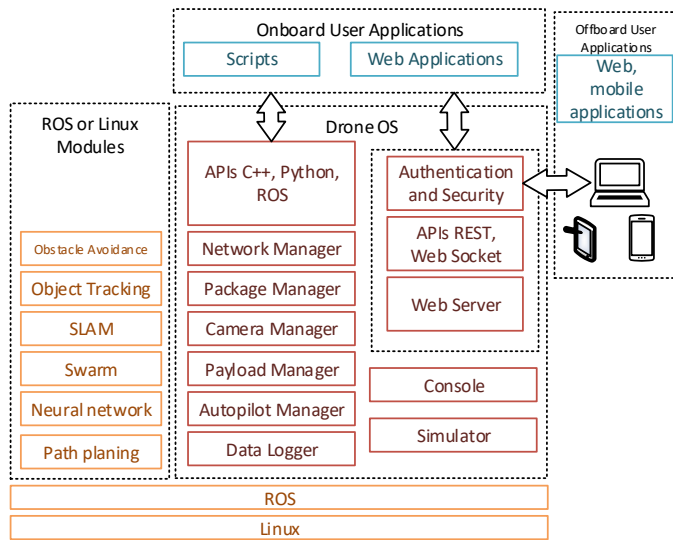 Onboard User Applications
Scripts
Web Applications
Offboard User
Applications
Web,
mobile
applications
ROS or Linux
Modules
Obstacle Avoidance
Object Tracking
SLAM
Swarm
Neural network
Path planing
Drone OS
APIs C++, Python,
ROS
Network Manager
Package Manager
Camera Manager
Payload Manager
Autopilot Manager
Data Logger
Authentication
and Security
APIs REST,
Web Socket
Web Server
Console
Simulator
ROS
Linux